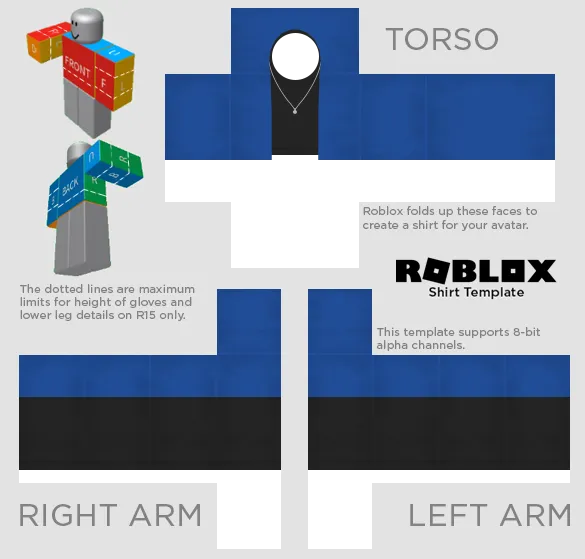 TORSO
FRONT
F
L
U
R
BACK
R
B
U
B
R
Roblox folds up these faces to
create a shirt for your avatar.
ROBLOX
Shirt Template
The dotted lines are maximum
limits for height of gloves and
lower leg details on R15 only.
This template supports 8-bit
alpha channels.
RIGHT ARM
LEFT ARM